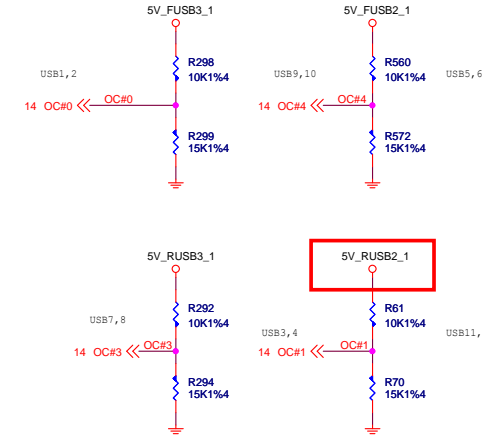 5V_FUSB3_1
5V_FUSB2_1
R298
10K1%4
R560
10K1%4
USB1,2
USB9,10
USB5,6
14 OC#0
OC#0
14 OC#4
OC#4
R299
15K1%4
R572
15K1%4
5V_RUSB3_1
5V_RUSB2_1
R292
10K1%4
R61
10K1%4
USB7,8
USB3,4
USB11,
14 OC#3
OC#3
14 OC#1
OC#1
R294
15K1%4
R70
15K1%4